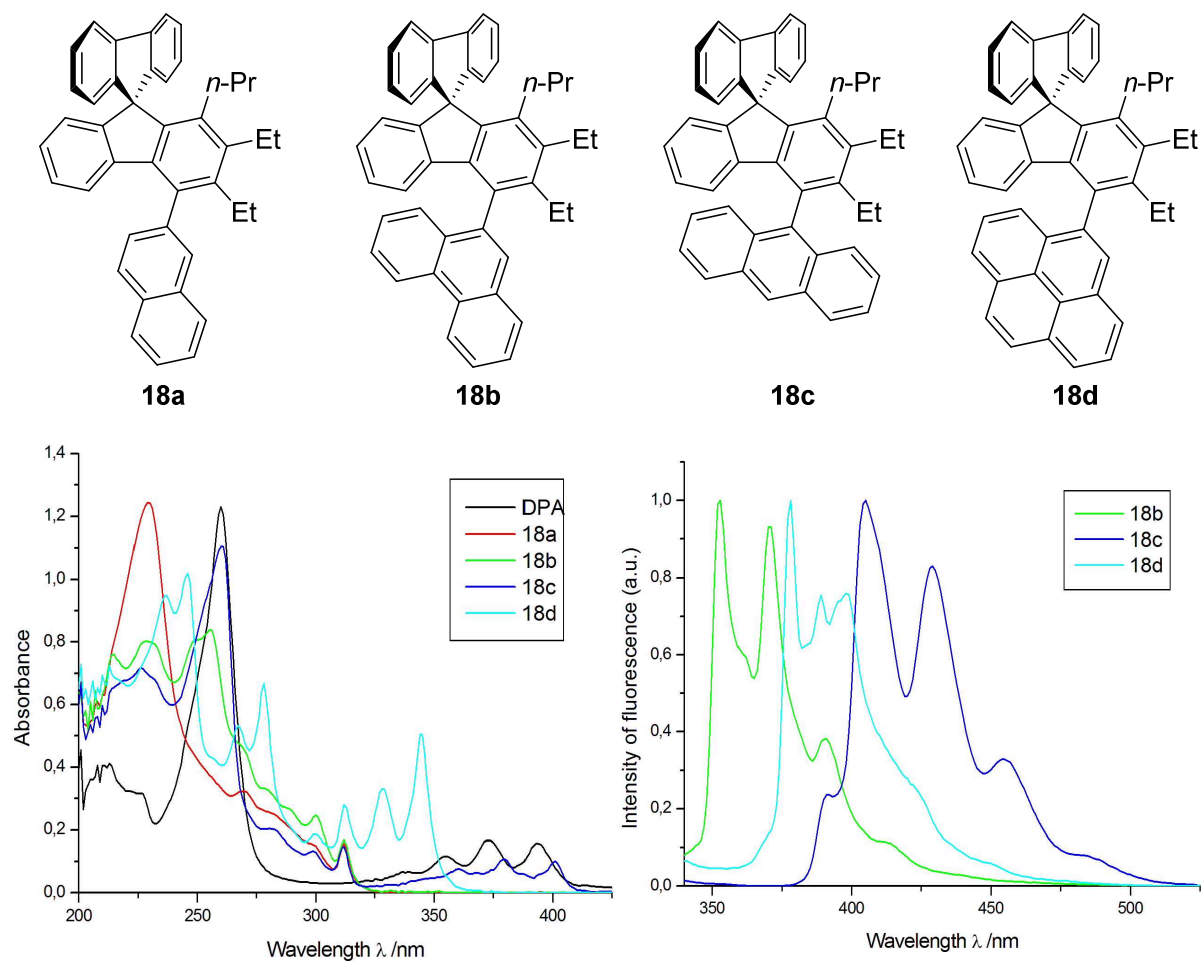 n-Pr
Et
Et
18a
n-Pr
Et
Et
18b
n-Pr
Et
Et
18c
n-Pr
Et
Et
18d
1,4
1,2
1,0
0,8
0,6
0,4
0,2
0,0
Absorbance
200
250
300
350
400
Wavelength λ /nm
DPA
18a
18b
18c
18d
1,0
0,8
0,6
0,4
0,2
0,0
Intensity of fluorescence (a.u.)
350
400
450
500
Wavelength λ /nm
18b
18c
18d